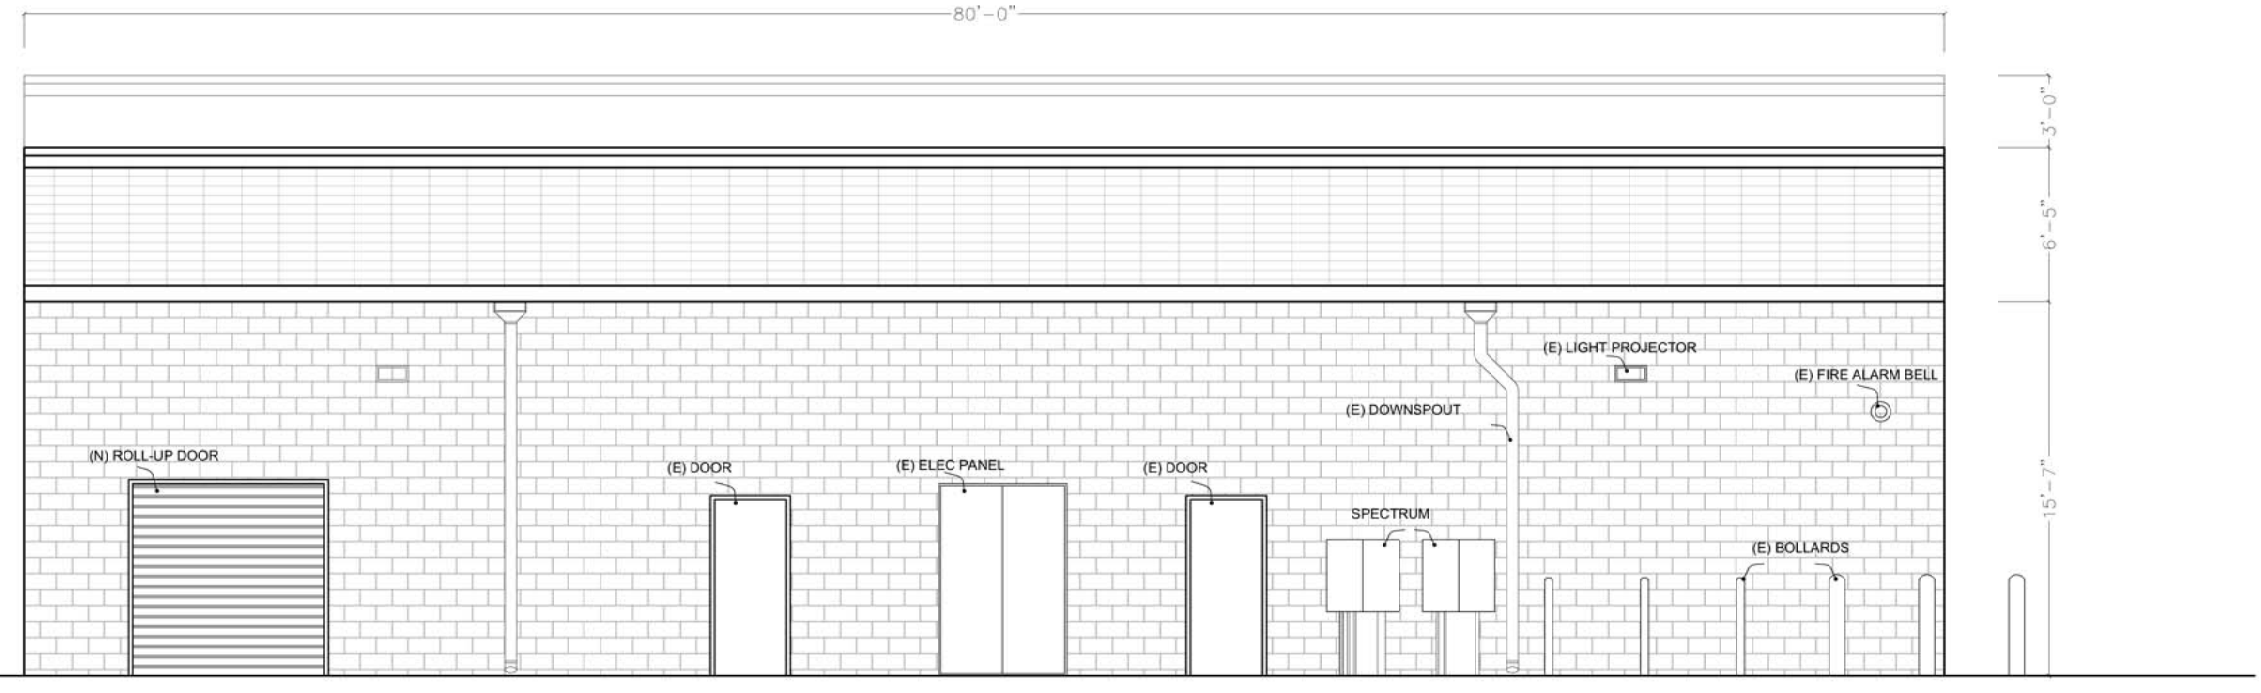 80'-0"
3'-0"
6'-5"
(E) LIGHT PROJECTOR
(E) FIRE ALARM BELL
(E) DOWNSPOUT
(N) ROLL-UP DOOR
(E) DOOR
(E) ELEC PANEL
(E) DOOR
15'-7"
SPECTRUM
(E) BOLLARDS